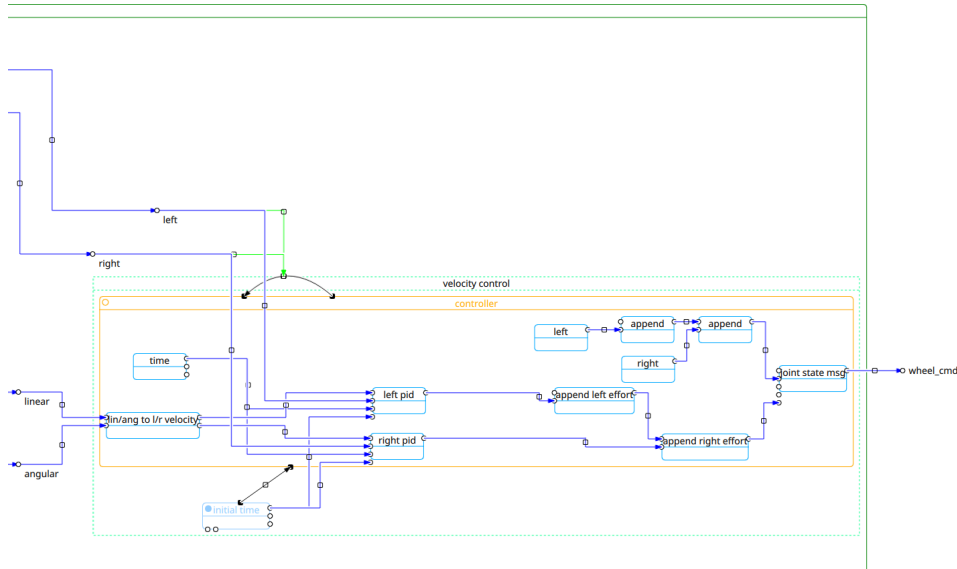 left
right
velocity control
controller
left
append
append
time
right
joint state msg
wheel_cmd
linear
left pid
append left effort
lin/ang to l/r velocity
right pid
append right effort
angular
initial time